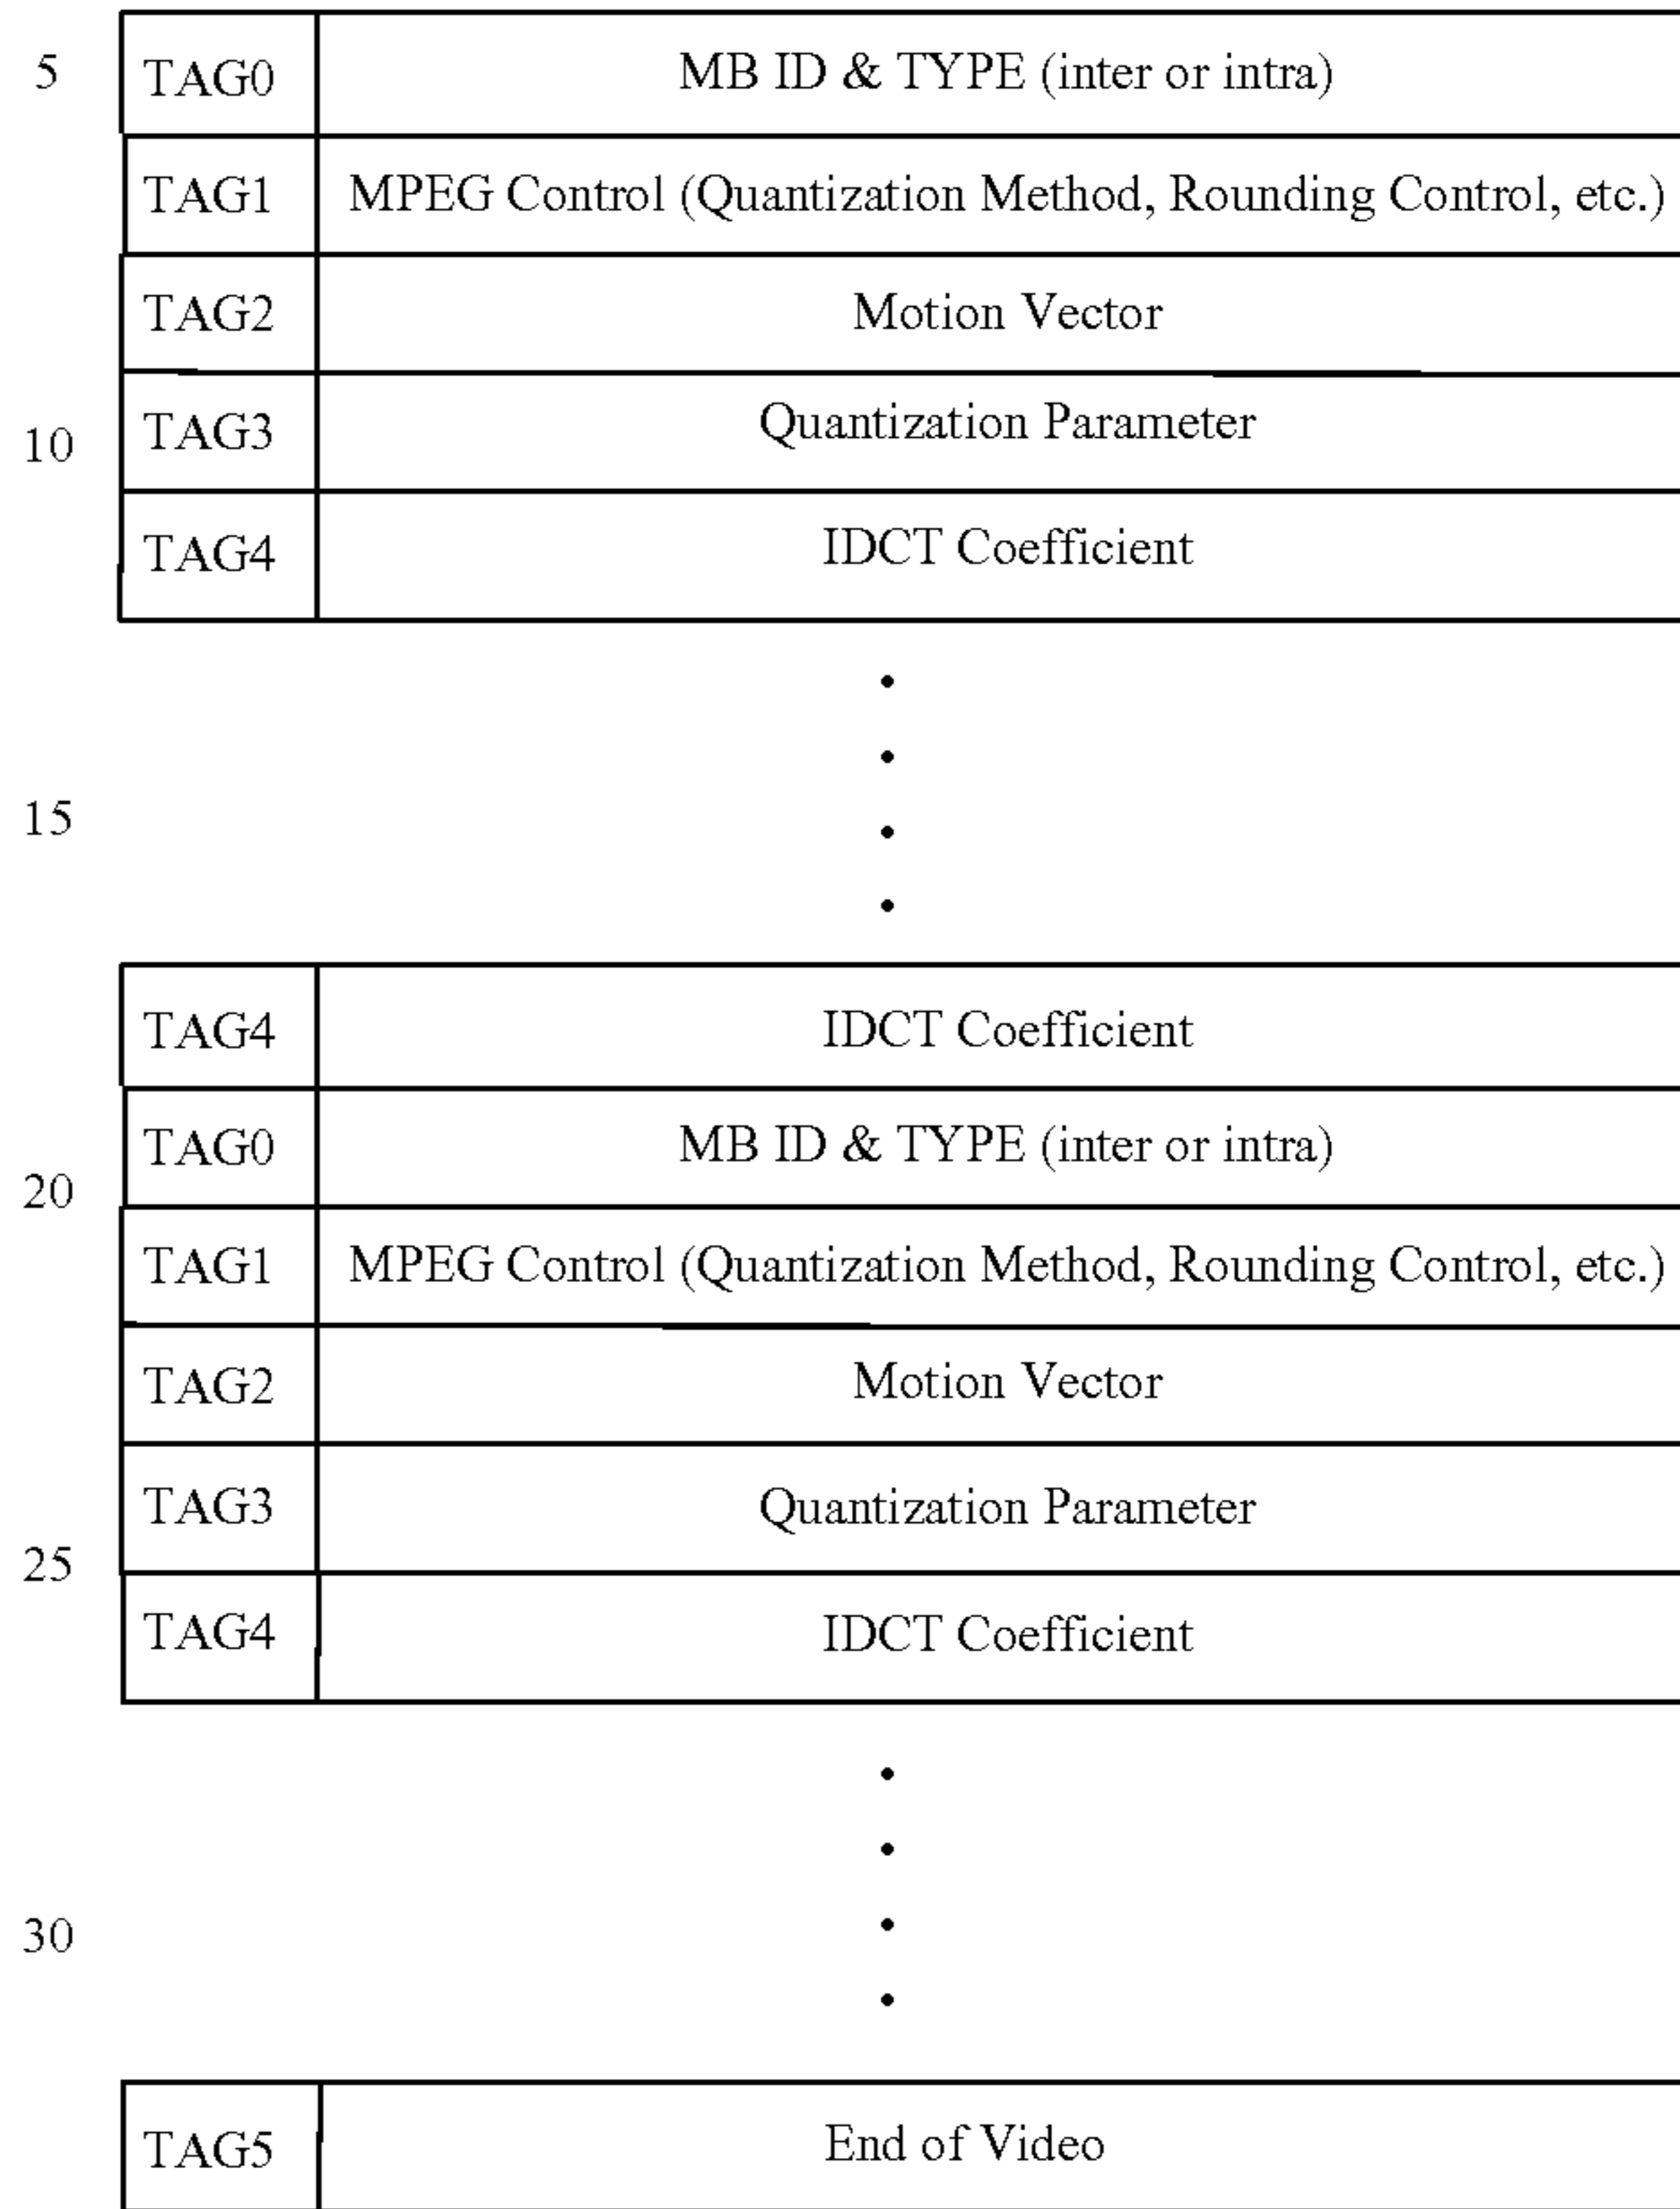 5 TAG0 MB ID & TYPE (inter or intra)
TAG1 MPEG Control (Quantization Method, Rounding Control, etc.)
TAG2 Motion Vector
10 TAG3 Quantization Parameter
TAG4 IDCT Coefficient
15
TAG4 IDCT Coefficient
TAG0 MB ID & TYPE (inter or intra)
20
TAG1 MPEG Control (Quantization Method, Rounding Control, etc.)
TAG2 Motion Vector
TAG3 Quantization Parameter
25
TAG4 IDCT Coefficient
30
TAG5 End of Video